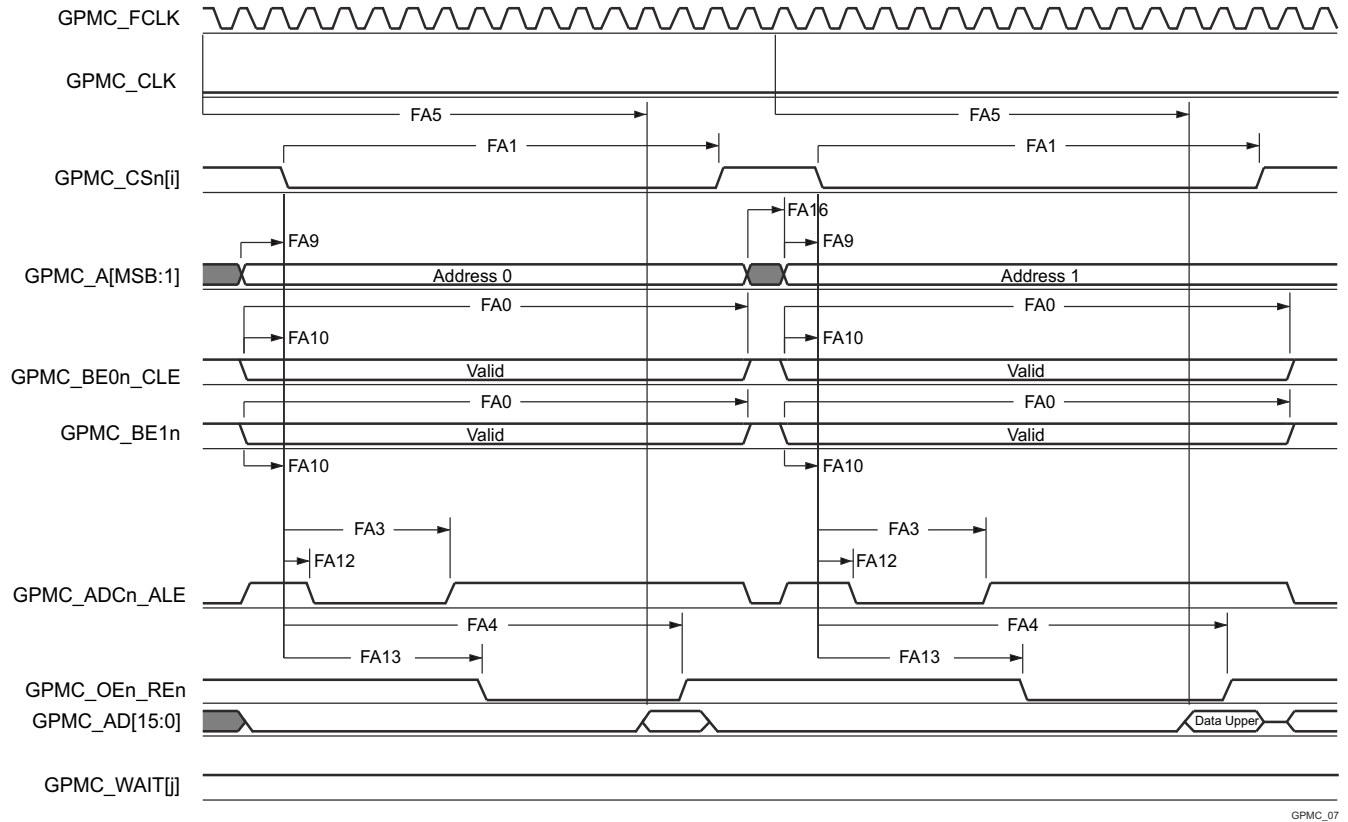 GPMC_FCLK
GPMC_CLK
FA5 FA5
FA1 FA1
GPMC_CSn[i]
FA16
FA9 FA9
GPMC_A[MSB:1] Address 0 Address 1
FA0 FA0
FA10 FA10
GPMC_BE0n_CLE Valid Valid
FA0 FA0
GPMC_BE1n Valid Valid
FA10 FA10
FA3 FA3
FA12 FA12
GPMC_ADCn_ALE
FA4 FA4
FA13 FA13
GPMC_OEn_REn
GPMC_AD[15:0] Data Upper
GPMC_WAIT[j]
GPMC_07